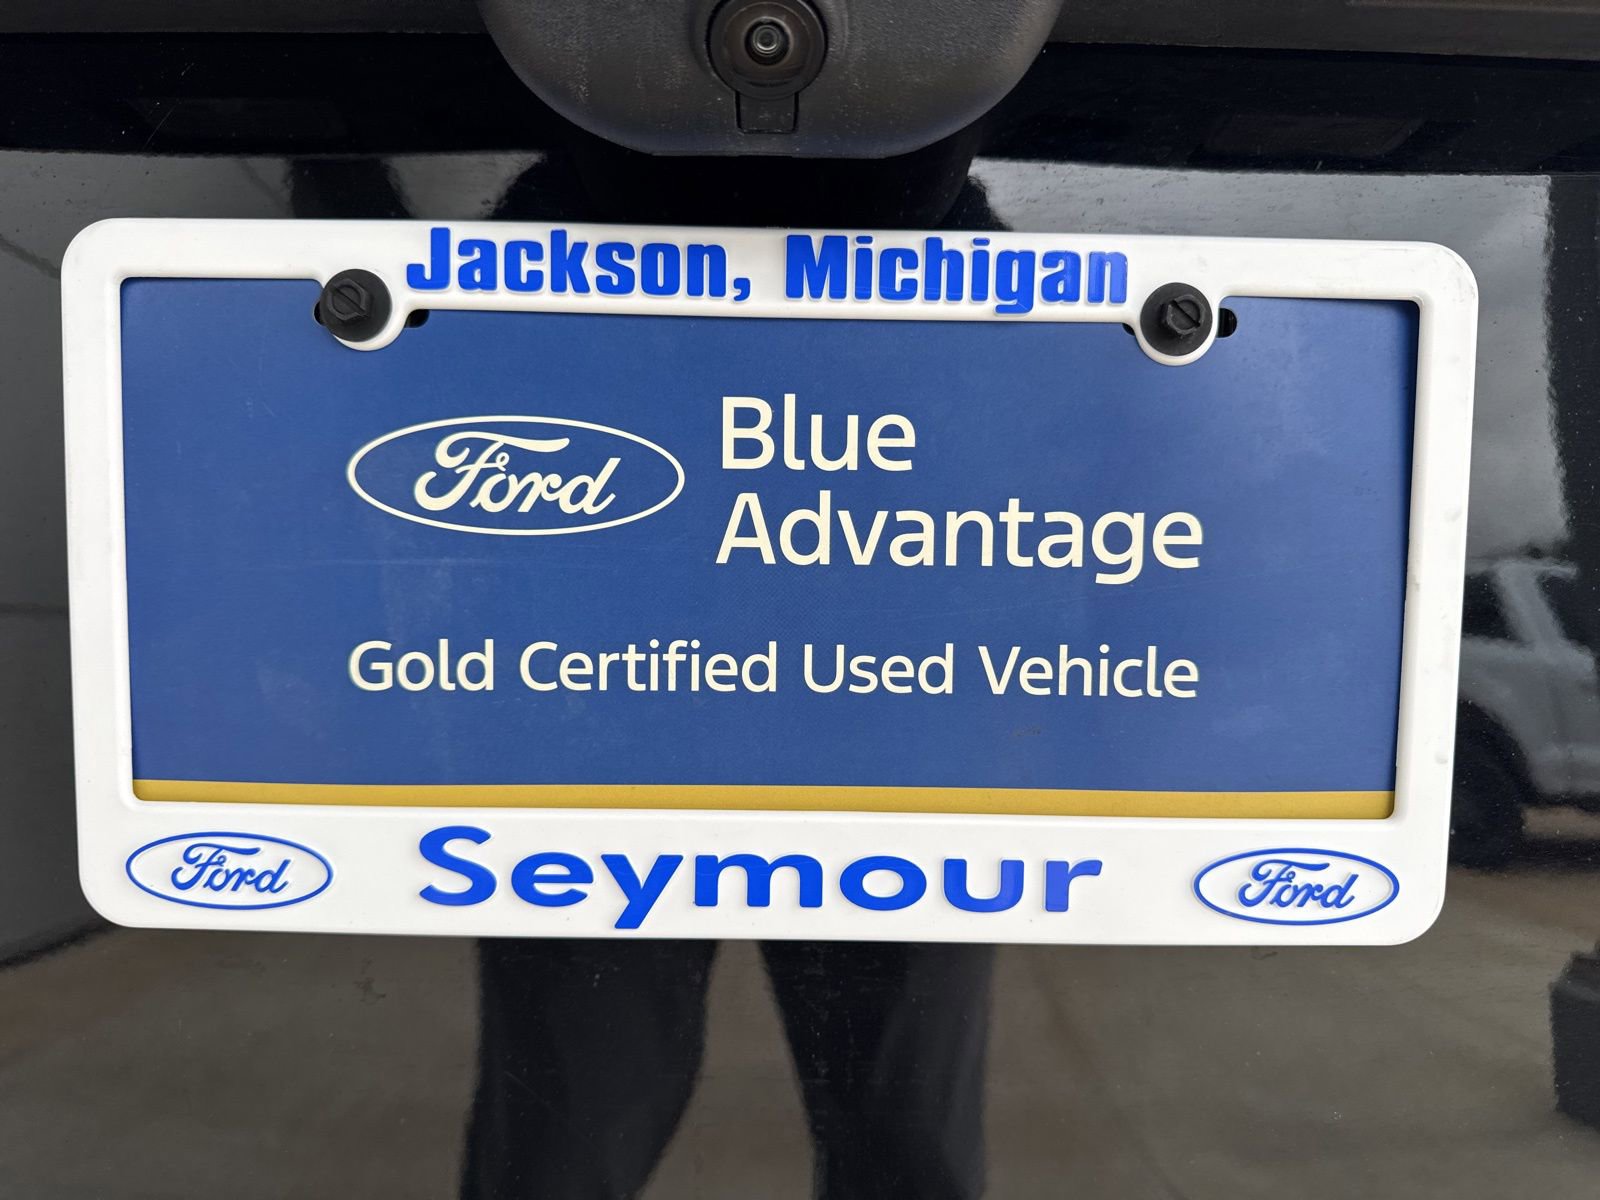 Jackson, Michigan
Ford
Blue
Advantage
Gold Certified Used Vehicle
Ford Seymour Ford